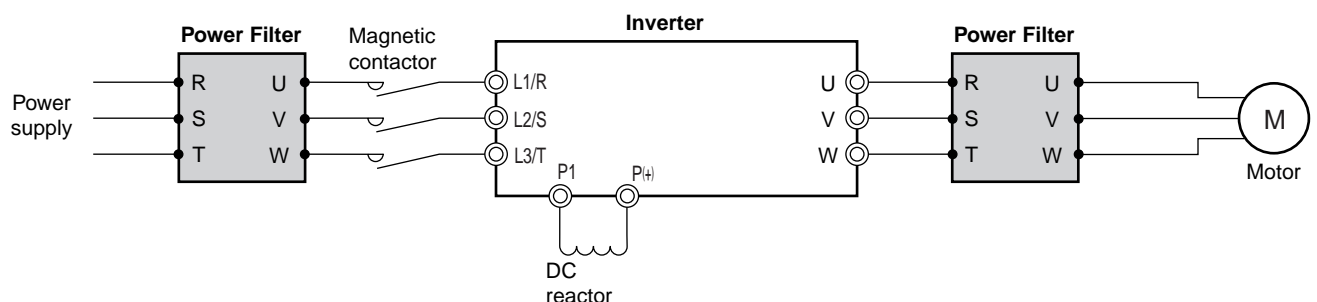 Power Filter
Magnetic
contactor
Inverter
Power Filter
Power
supply
R
U
L1/R
U
R
U
S
V
L2/S
V
S
V
M
T
W
L3/T
W
T
W
Motor
P1
P(+)
DC
reactor